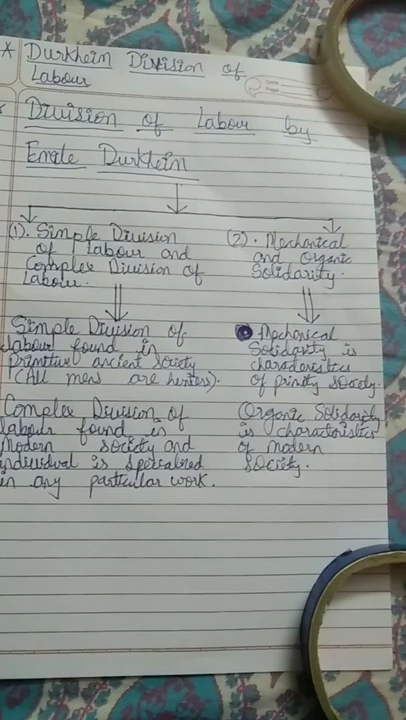 * Durkhein Division of
Labour
Division of Labour by
Emile Durkhein
(1). Simple Division
of Labour and
Complex Division of
Labour.
(2). Mechanical
and Organic
Solidarity.
Simple Division of
labour found in
Primitive ancient society
(All mens are hunters).
Complex Division of
labour found in
Modern society and
individual is specialised
in any particular work.
Mechanical
Solidarity is
characteristics
of society.
(Organic Solidarity
is characteristics
of modern
society.